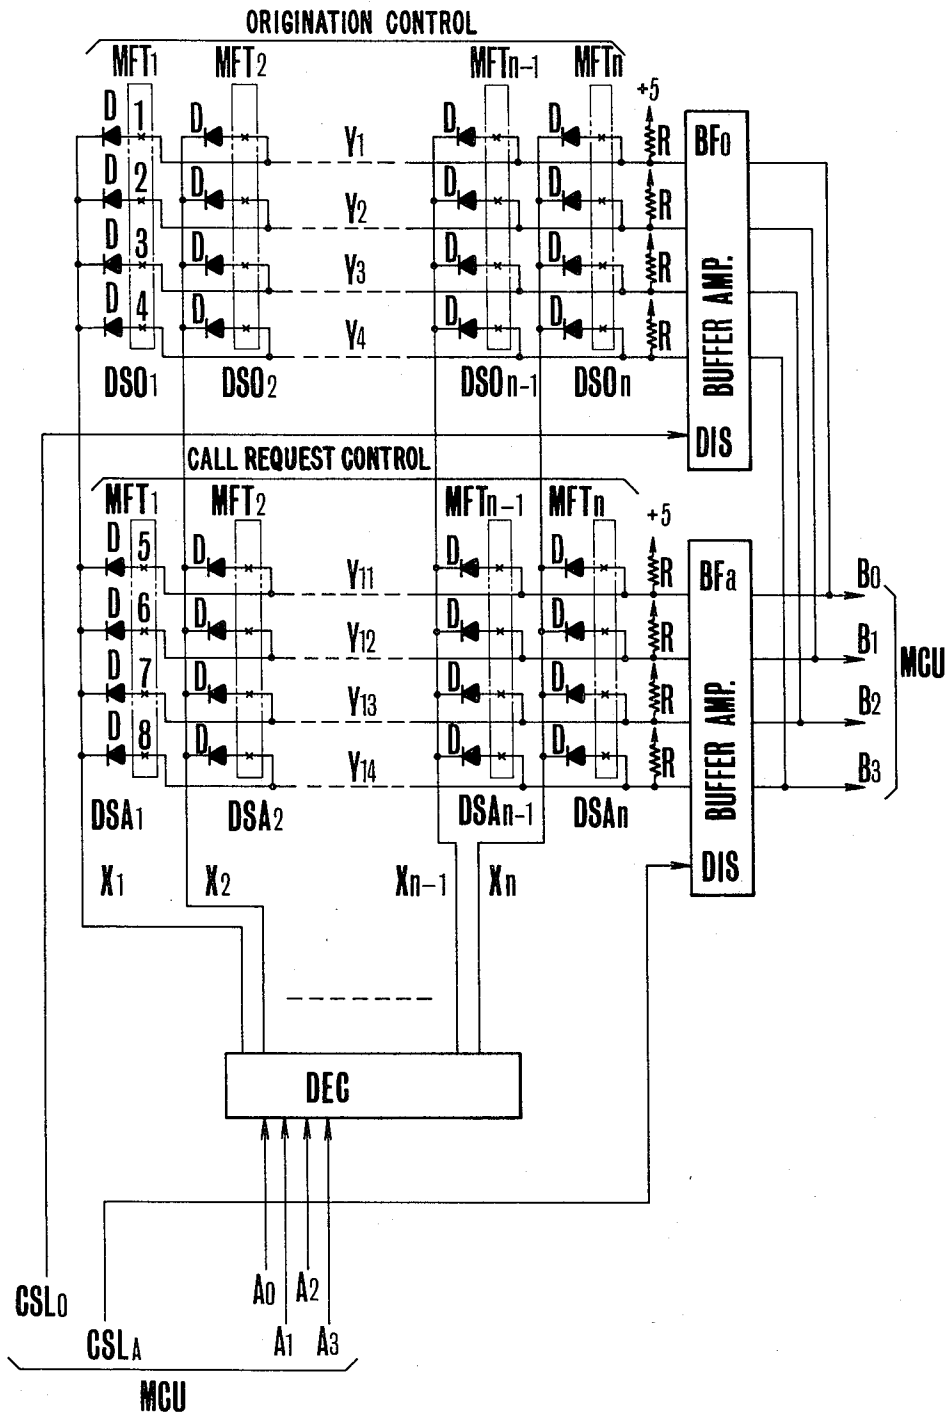 ORIGINATION CONTROL
MFT1 MFT2 MFTn-1 MFTn
+5
D 1 D D D
Y1 R BF0
D 2 D D D
Y2 R
D 3 D D D
Y3 R
D 4 D D D
Y4 R
BUFFER AMP.
DSO1 DSO2 DSOn-1 DSOn
DIS
CALL REQUEST CONTROL
MFT1 MFT2 MFTn-1 MFTn
+5
D 5 D D D
Y11 R BFa B0
D 6 D D D
Y12 R B1
MCU
D 7 D D D
Y13 R B2
D 8 D D D
Y14 R B3
BUFFER AMP.
DSA1 DSA2 DSAn-1 DSAn
DIS
X1 X2 Xn-1 Xn
DEC
CSL0 A0 A2
CSLA A1 A3
MCU